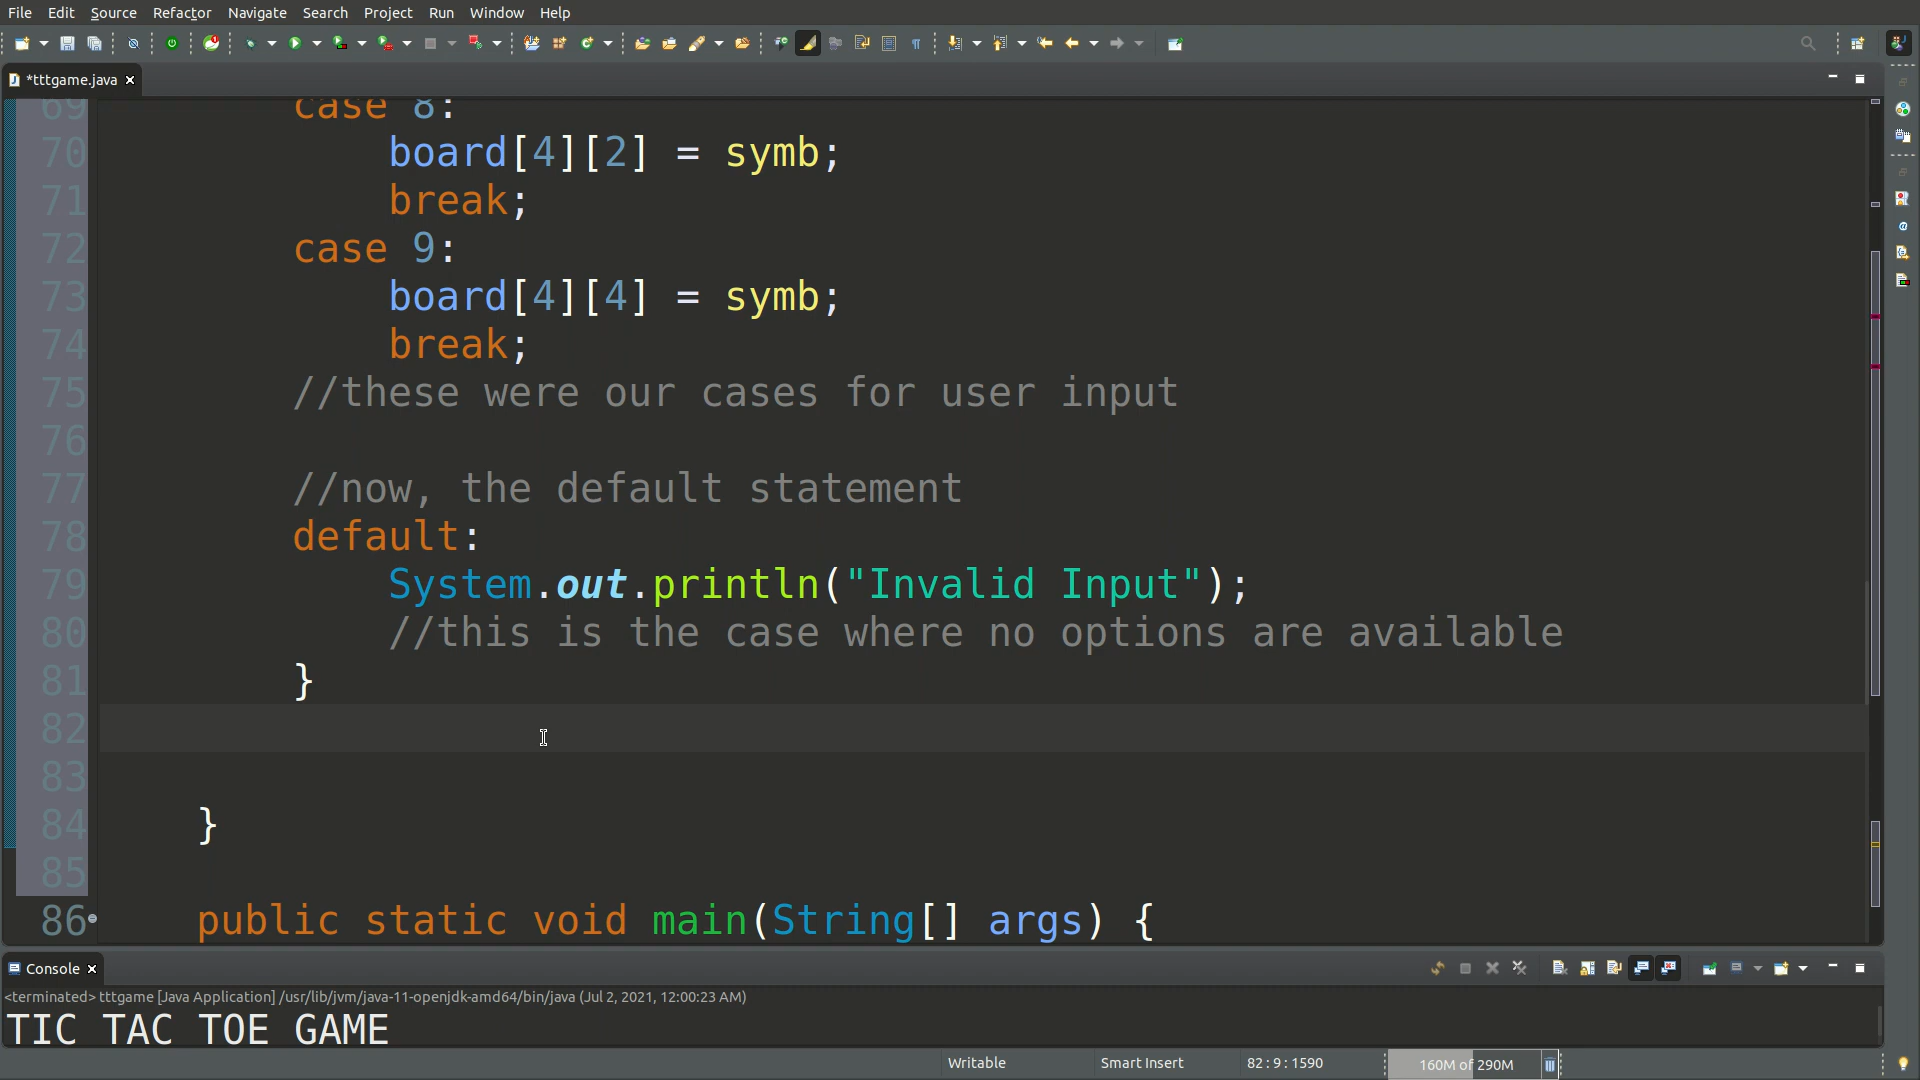 File Edit Source Refactor Navigate Search Project Run Window Help
*tttgame.java
69 case 8:
70 board[4][2] = symb;
71 break;
72 case 9:
73 board[4][4] = symb;
74 break;
75 //these were our cases for user input
76
77 //now, the default statement
78 default:
79 System.out.println("Invalid Input");
80 //this is the case where no options are available
81 }
82
83
84 }
85
86 public static void main(String[] args) {
Console
<terminated> tttgame [Java Application] /usr/lib/jvm/java-11-openjdk-amd64/bin/java (Jul 2, 2021, 12:00:23 AM)
TIC TAC TOE GAME
Writable Smart Insert 82 : 9 : 1590 160M of 290M